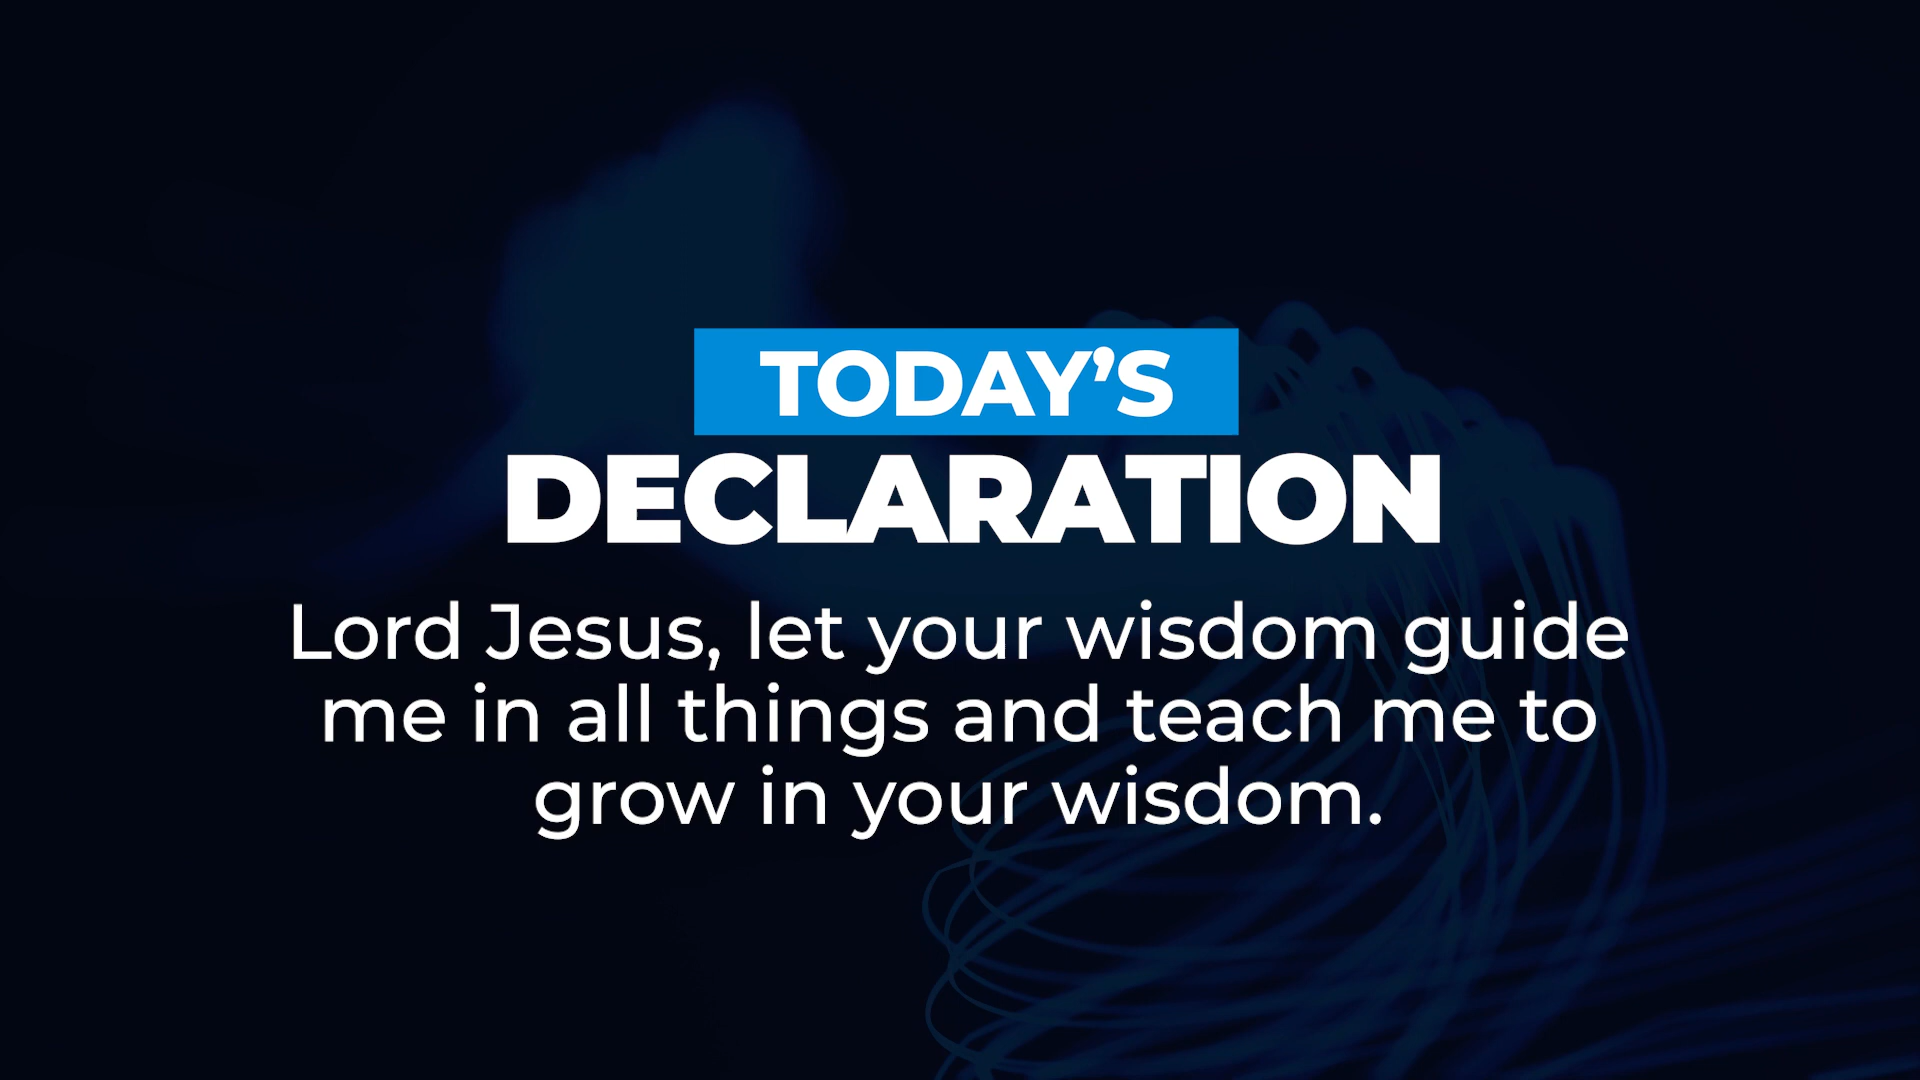 TODAY’S
DECLARATION
Lord Jesus, let your wisdom guide
me in all things and teach me to
grow in your wisdom.